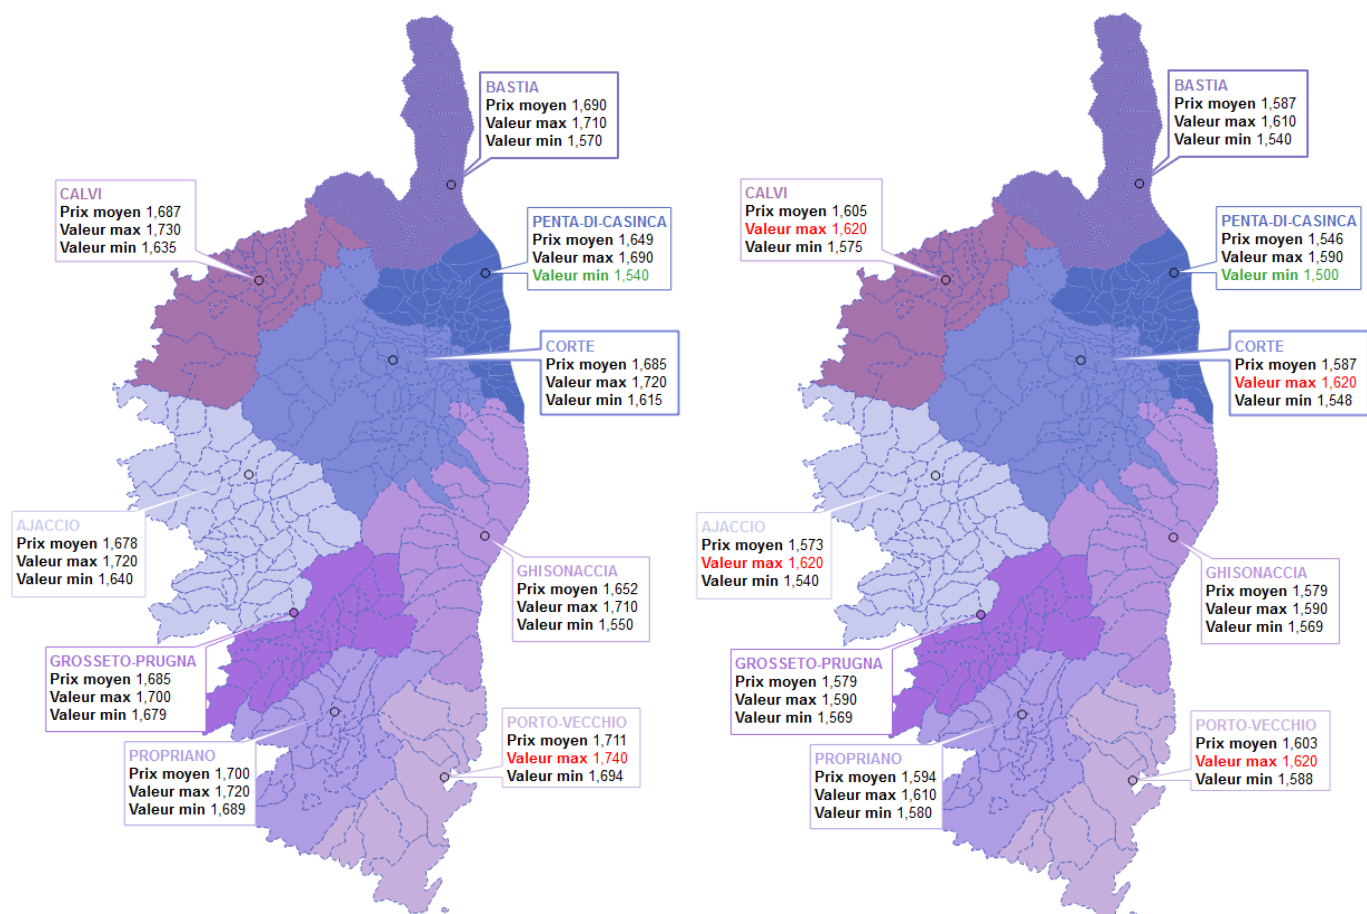 BASTIA
Prix moyen 1,690
Valeur max 1,710
Valeur min 1,570
CALVI
Prix moyen 1,687
Valeur max 1,730
Valeur min 1,635
PENTA-DI-CASINCA
Prix moyen 1,649
Valeur max 1,690
Valeur min 1,540
CORTE
Prix moyen 1,685
Valeur max 1,720
Valeur min 1,615
AJACCIO
Prix moyen 1,678
Valeur max 1,720
Valeur min 1,640
GHISONACCIA
Prix moyen 1,652
Valeur max 1,710
Valeur min 1,550
GROSSETO-PRUGNA
Prix moyen 1,685
Valeur max 1,700
Valeur min 1,679
PORTO-VECCHIO
Prix moyen 1,711
Valeur max 1,740
Valeur min 1,694
PROPRIANO
Prix moyen 1,700
Valeur max 1,720
Valeur min 1,689
BASTIA
Prix moyen 1,587
Valeur max 1,610
Valeur min 1,540
CALVI
Prix moyen 1,605
Valeur max 1,620
Valeur min 1,575
PENTA-DI-CASINCA
Prix moyen 1,546
Valeur max 1,590
Valeur min 1,500
CORTE
Prix moyen 1,587
Valeur max 1,620
Valeur min 1,548
AJACCIO
Prix moyen 1,573
Valeur max 1,620
Valeur min 1,540
GHISONACCIA
Prix moyen 1,579
Valeur max 1,590
Valeur min 1,569
GROSSETO-PRUGNA
Prix moyen 1,579
Valeur max 1,590
Valeur min 1,569
PORTO-VECCHIO
Prix moyen 1,603
Valeur max 1,620
Valeur min 1,588
PROPRIANO
Prix moyen 1,594
Valeur max 1,610
Valeur min 1,580